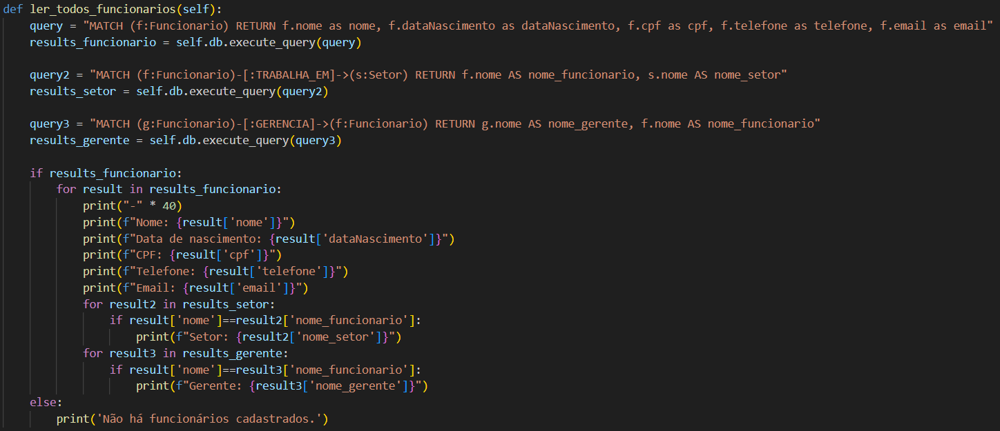 def ler_todos_funcionarios(self):
    query = "MATCH (f:Funcionario) RETURN f.nome as nome, f.dataNascimento as dataNascimento, f.cpf as cpf, f.telefone as telefone, f.email as email"
    results_funcionario = self.db.execute_query(query)

    query2 = "MATCH (f:Funcionario)-[:TRABALHA_EM]->(s:Setor) RETURN f.nome AS nome_funcionario, s.nome AS nome_setor"
    results_setor = self.db.execute_query(query2)

    query3 = "MATCH (g:Funcionario)-[:GERENCIA]->(f:Funcionario) RETURN g.nome AS nome_gerente, f.nome AS nome_funcionario"
    results_gerente = self.db.execute_query(query3)

    if results_funcionario:
        for result in results_funcionario:
            print("-" * 40)
            print(f"Nome: {result['nome']}")
            print(f"Data de nascimento: {result['dataNascimento']}")
            print(f"CPF: {result['cpf']}")
            print(f"Telefone: {result['telefone']}")
            print(f"Email: {result['email']}")
            for result2 in results_setor:
                if result['nome']==result2['nome_funcionario']:
                    print(f"Setor: {result2['nome_setor']}")
            for result3 in results_gerente:
                if result['nome']==result3['nome_funcionario']:
                    print(f"Gerente: {result3['nome_gerente']}")
    else:
        print('Não há funcionários cadastrados.')